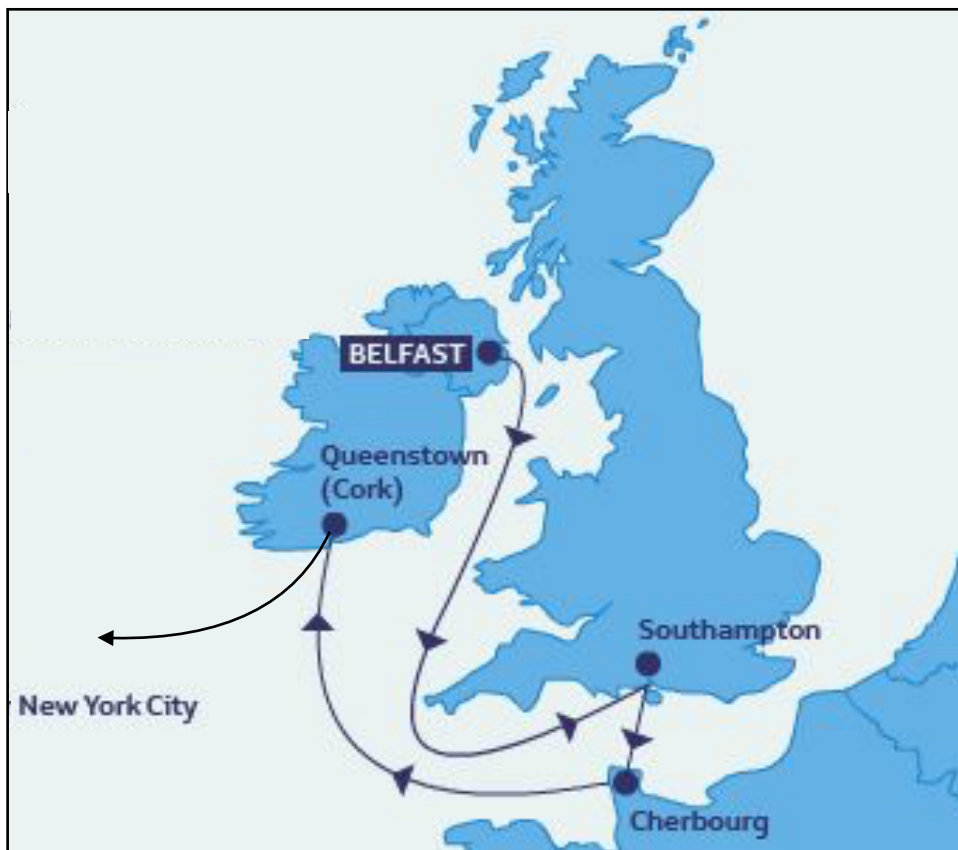 BELFAST
Queenstown
(Cork)
Southampton
New York City
Cherbourg